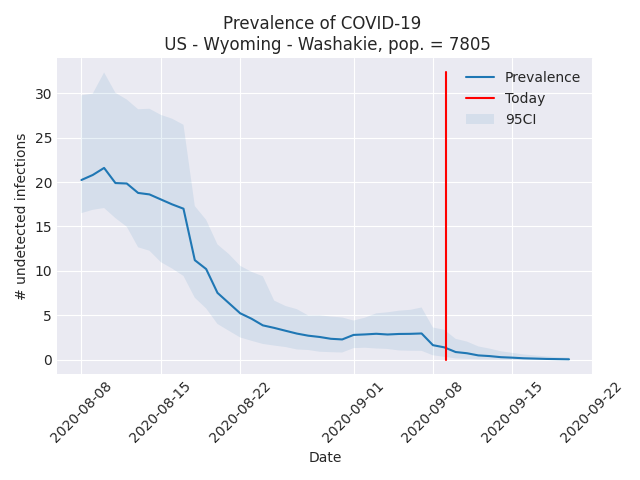 Prevalence of COVID-19
US - Wyoming - Washakie, pop. = 7805
Prevalence
Today
95CI
# undetected infections
30
25
20
15
10
5
0
2020-08-08
2020-08-15
2020-08-22
2020-09-01
2020-09-08
2020-09-15
2020-09-22
Date